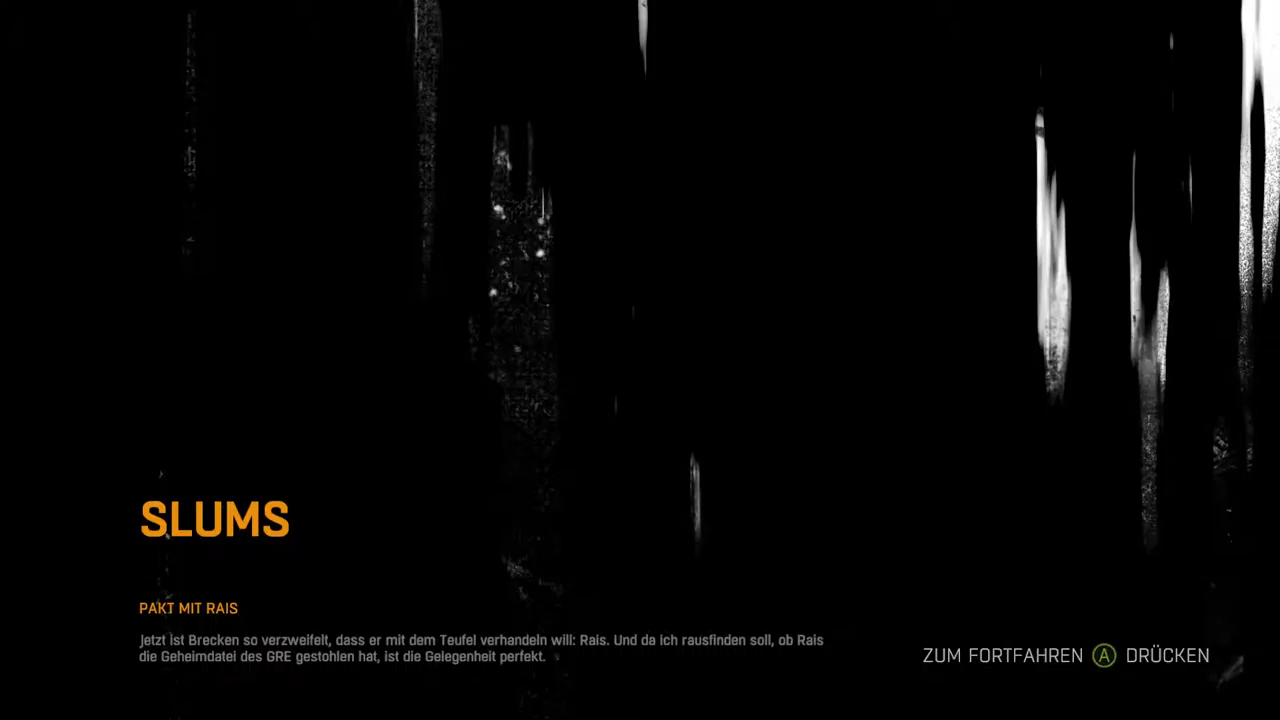 SLUMS
PAKT MIT RAIS
Jetzt ist Brecken so verzweifelt, dass er mit dem Teufel verhandeln will: Rais. Und da ich rausfinden soll, ob Rais
die Geheimdatei des GRE gestohlen hat, ist die Gelegenheit perfekt.
ZUM FORTFAHREN A DRÜCKEN